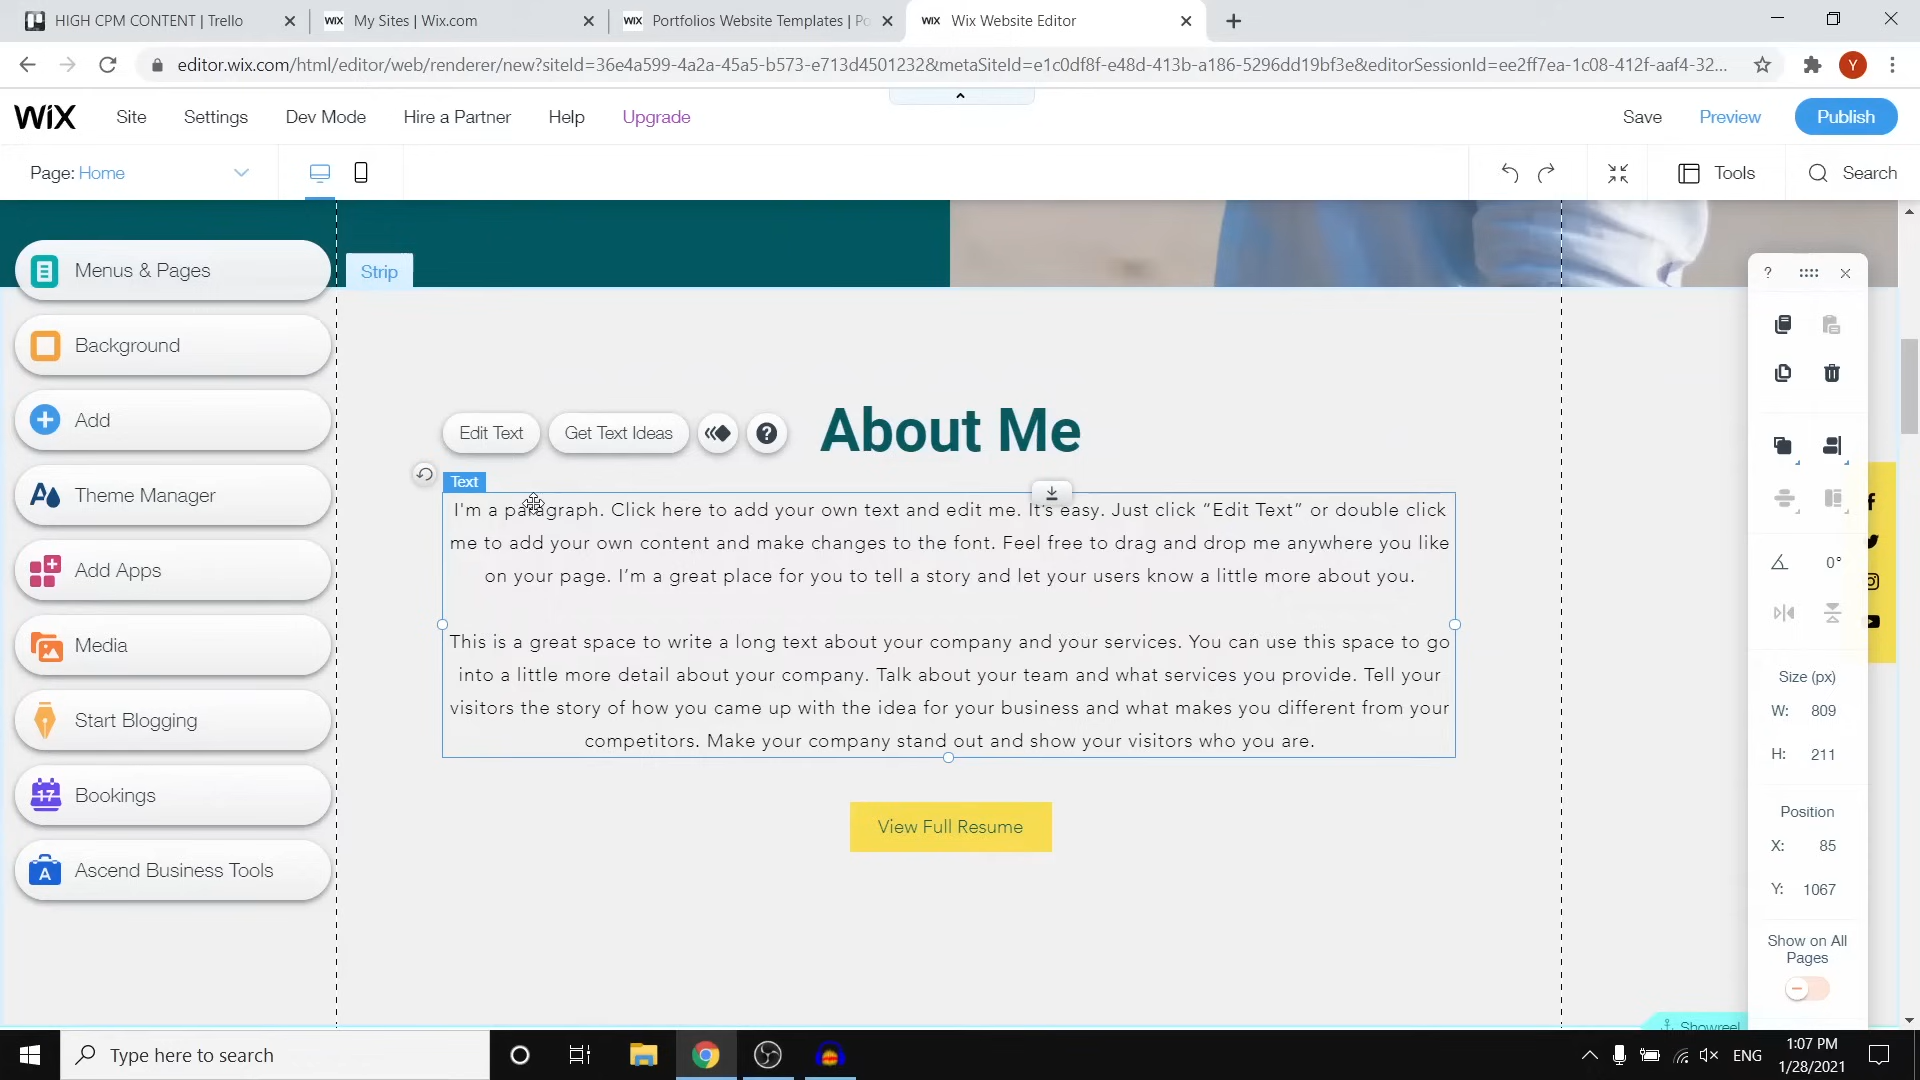 HIGH CPM CONTENT | Trello
My Sites | Wix.com
WIX
Portfolios Website Templates | Po
WIX
Wix Website Editor
WIX
editor.wix.com/html/editor/web/renderer/new?siteId=36e4a599-4a2a-45a5-b573-e713d4501232&metaSiteId=e1c0df8f-e48d-413b-a186-5296dd19bf3e&editorSessionId=ee2ff7ea-1c08-412f-aaf4-32...
Y
WiX
Site
Settings
Dev Mode
Hire a Partner
Help
Upgrade
Save
Preview
Publish
Page: Home
Tools
Search
Menus & Pages
Background
Add
Theme Manager
Add Apps
Media
Start Blogging
17
Bookings
A
Ascend Business Tools
Strip
Edit Text
Get Text Ideas
?
About Me
Text
I'm a paragraph. Click here to add your own text and edit me. It's easy. Just click “Edit Text” or double click
me to add your own content and make changes to the font. Feel free to drag and drop me anywhere you like
on your page. I’m a great place for you to tell a story and let your users know a little more about you.
This is a great space to write a long text about your company and your services. You can use this space to go
into a little more detail about your company. Talk about your team and what services you provide. Tell your
visitors the story of how you came up with the idea for your business and what makes you different from your
competitors. Make your company stand out and show your visitors who you are.
View Full Resume
?
0°
Size (px)
W: 809
H: 211
Position
X: 85
Y: 1067
Show on All
Pages
Showreel
Type here to search
ENG
1:07 PM
1/28/2021